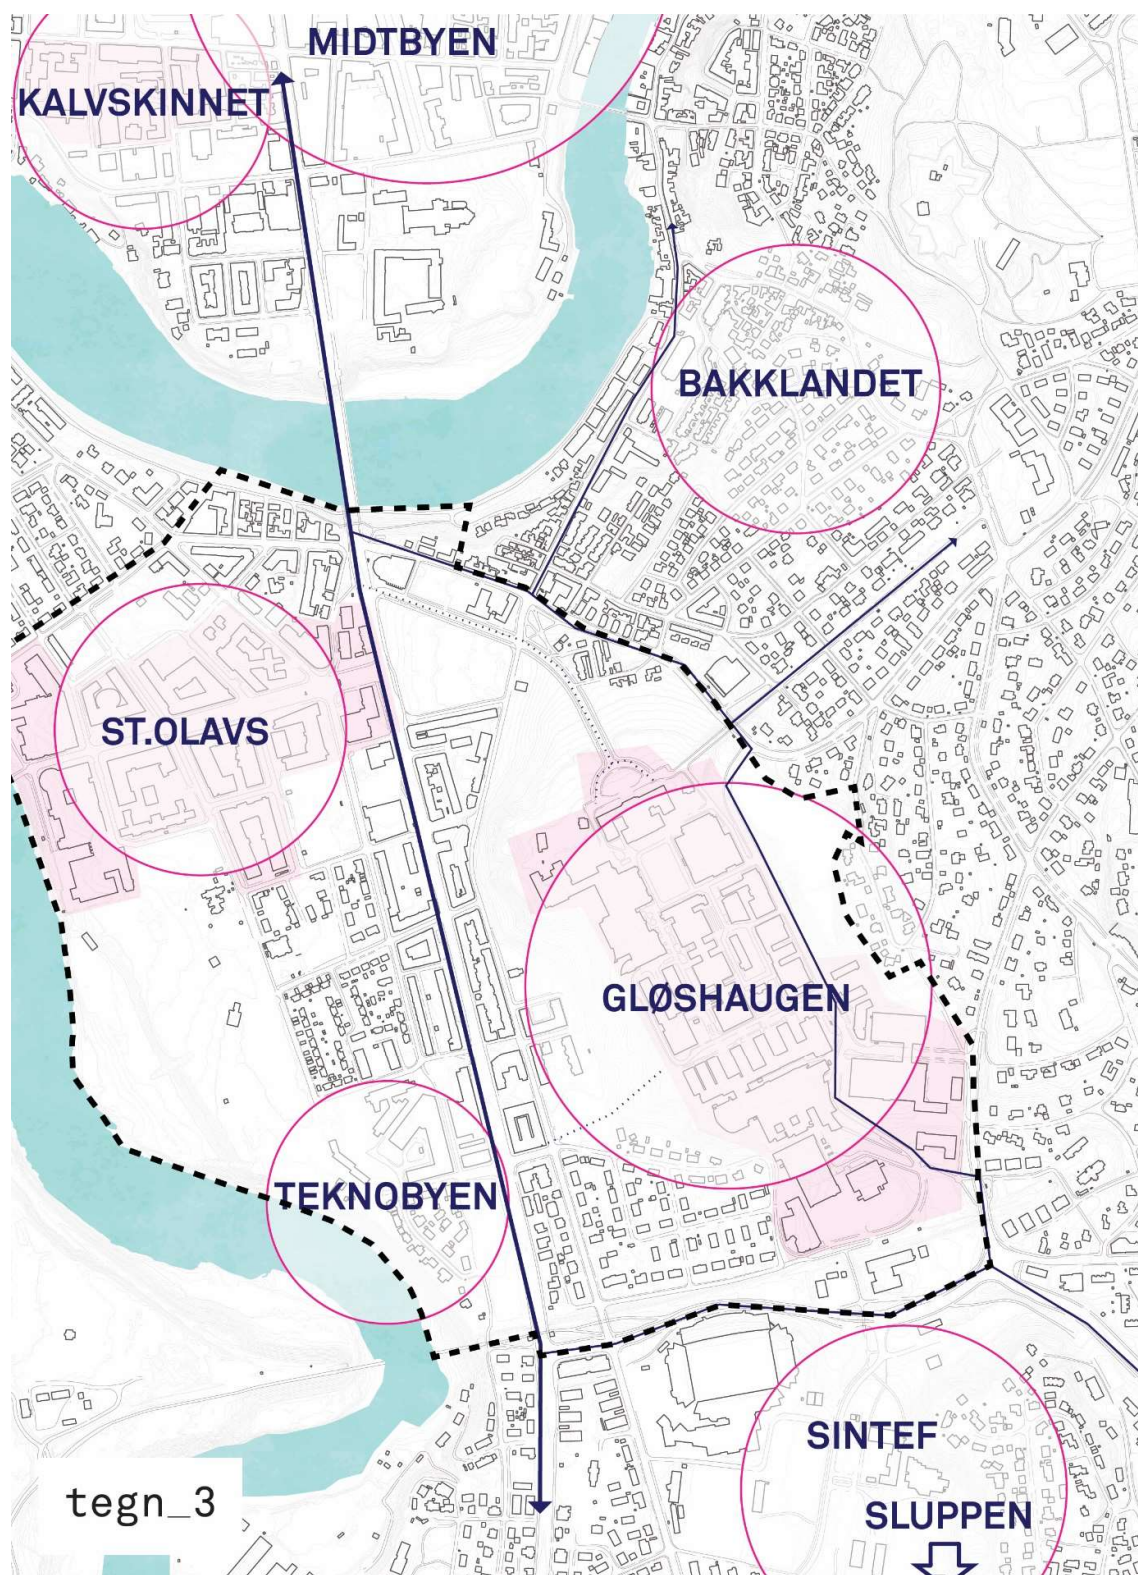 MIDTBYEN
KALVSKINNET
BAKKLANDET
ST.OLAVS
GLØSHAUGEN
TEKNOBYEN
SINTEF
SLUPPEN
tegn_3